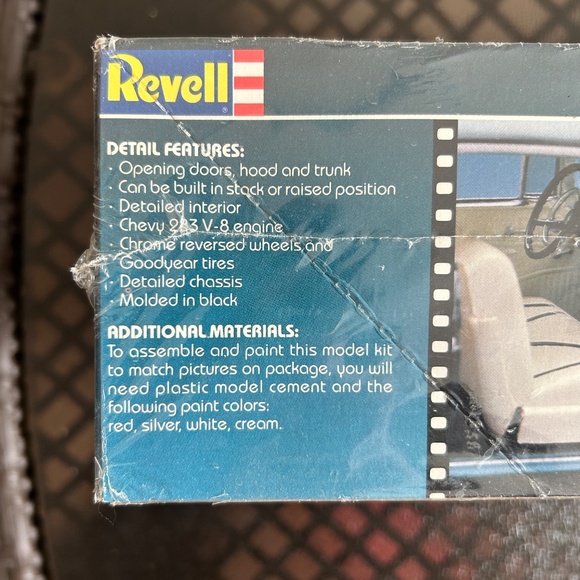 Revell
DETAIL FEATURES:
· Opening doors, hood and trunk
· Can be built in stock or raised position
· Detailed interior
· Chevy 283 V-8 engine
· Chrome reversed wheels and
Goodyear tires
· Detailed chassis
· Molded in black
ADDITIONAL MATERIALS:
To assemble and paint this model kit
to match pictures on package, you will
need plastic model cement and the
following paint colors:
red, silver, white, cream.